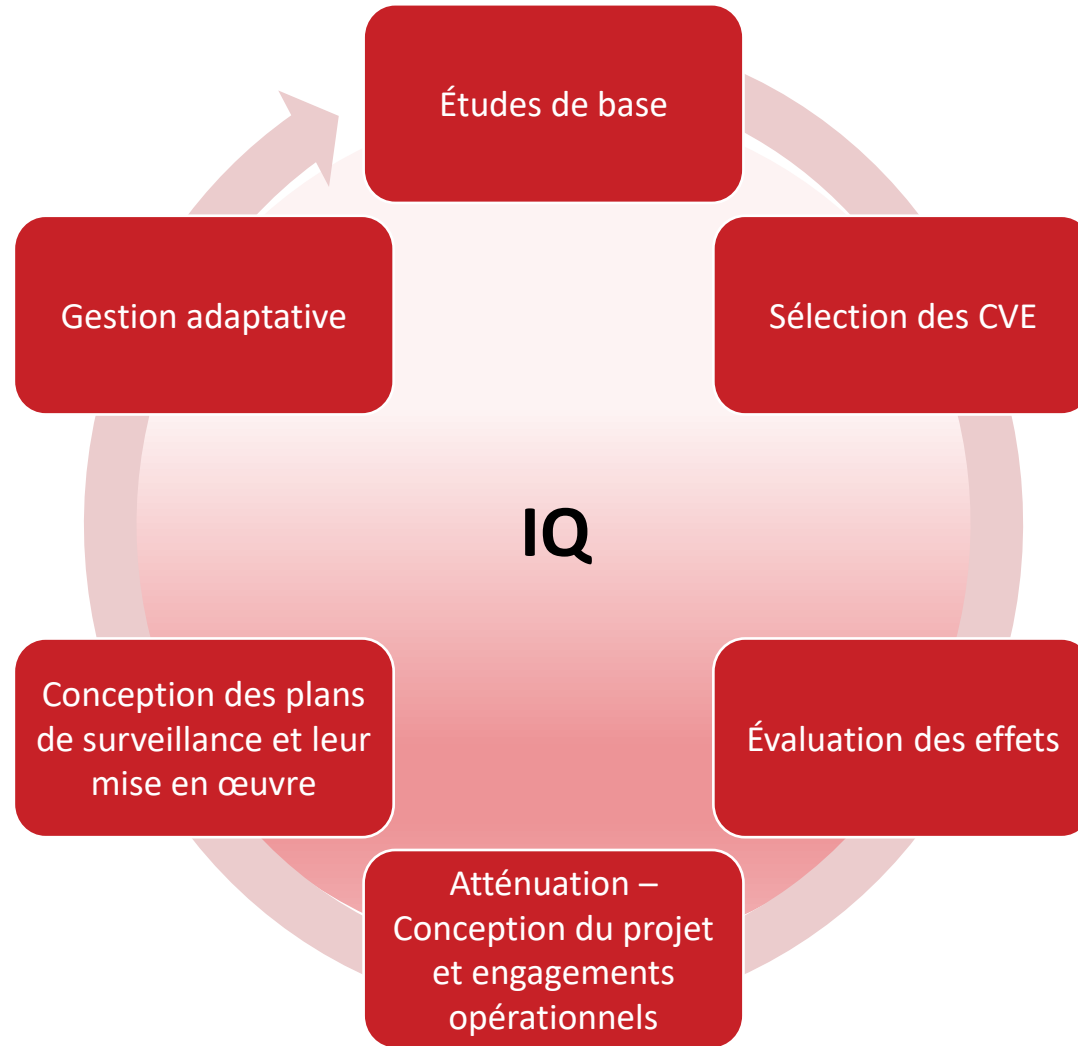 Études de base
Sélection des CVE
Évaluation des effets
Atténuation –
Conception du projet
et engagements
opérationnels
Conception des plans
de surveillance et leur
mise en œuvre
Gestion adaptative
IQ